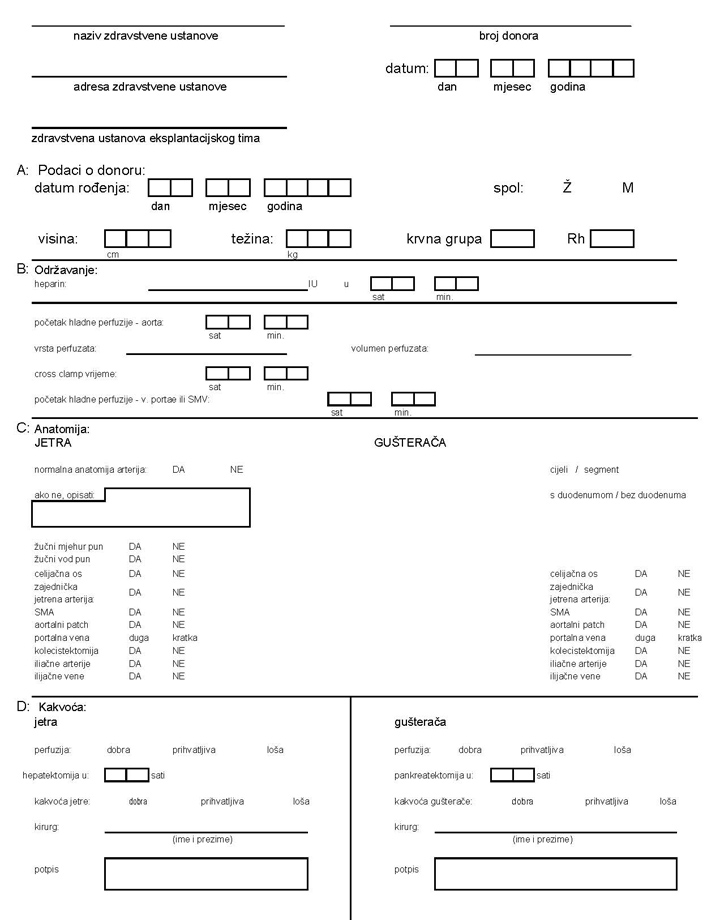 naziv zdravstvene ustanove broj donora
datum:
dan mjesec godina
adresa zdravstvene ustanove
zdravstvena ustanova eksplantacijskog tima
A: Podaci o donoru:
datum rođenja: spol: Ž M
dan mjesec godina
visina: težina: krvna grupa Rh
cm kg
B: Održavanje:
heparin: IU u
sat min.
početak hladne perfuzije - aorta:
sat min.
vrsta perfuzata: volumen perfuzata:
cross clamp vrijeme:
sat min.
početak hladne perfuzije - v. portae ili SMV:
sat min.
C: Anatomija:
JETRA GUŠTERAČA
normalna anatomija arterija: DA NE cijeli / segment
ako ne, opisati: s duodenumom / bez duodenuma
žučni mjehur pun DA NE
žučni vod pun DA NE
celijačna os DA NE celijačna os DA NE
zajednička zajednička
jetrena arterija: DA NE jetrena arterija: DA NE
SMA DA NE SMA DA NE
aortalni patch DA NE aortalni patch DA NE
portalna vena duga kratka portalna vena duga kratka
kolecistektomija DA NE kolecistektomija DA NE
ilijačne arterije DA NE ilijačne arterije DA NE
ilijačne vene DA NE ilijačne vene DA NE
D: Kakvoća:
jetra gušterača
perfuzija: dobra prihvatljiva loša perfuzija: dobra prihvatljiva loša
hepatektomija u: sati pankreatektomija u: sati
kakvoća jetre: dobra prihvatljiva loša kakvoća gušterače: dobra prihvatljiva loša
kirurg: kirurg:
(ime i prezime) (ime i prezime)
potpis potpis